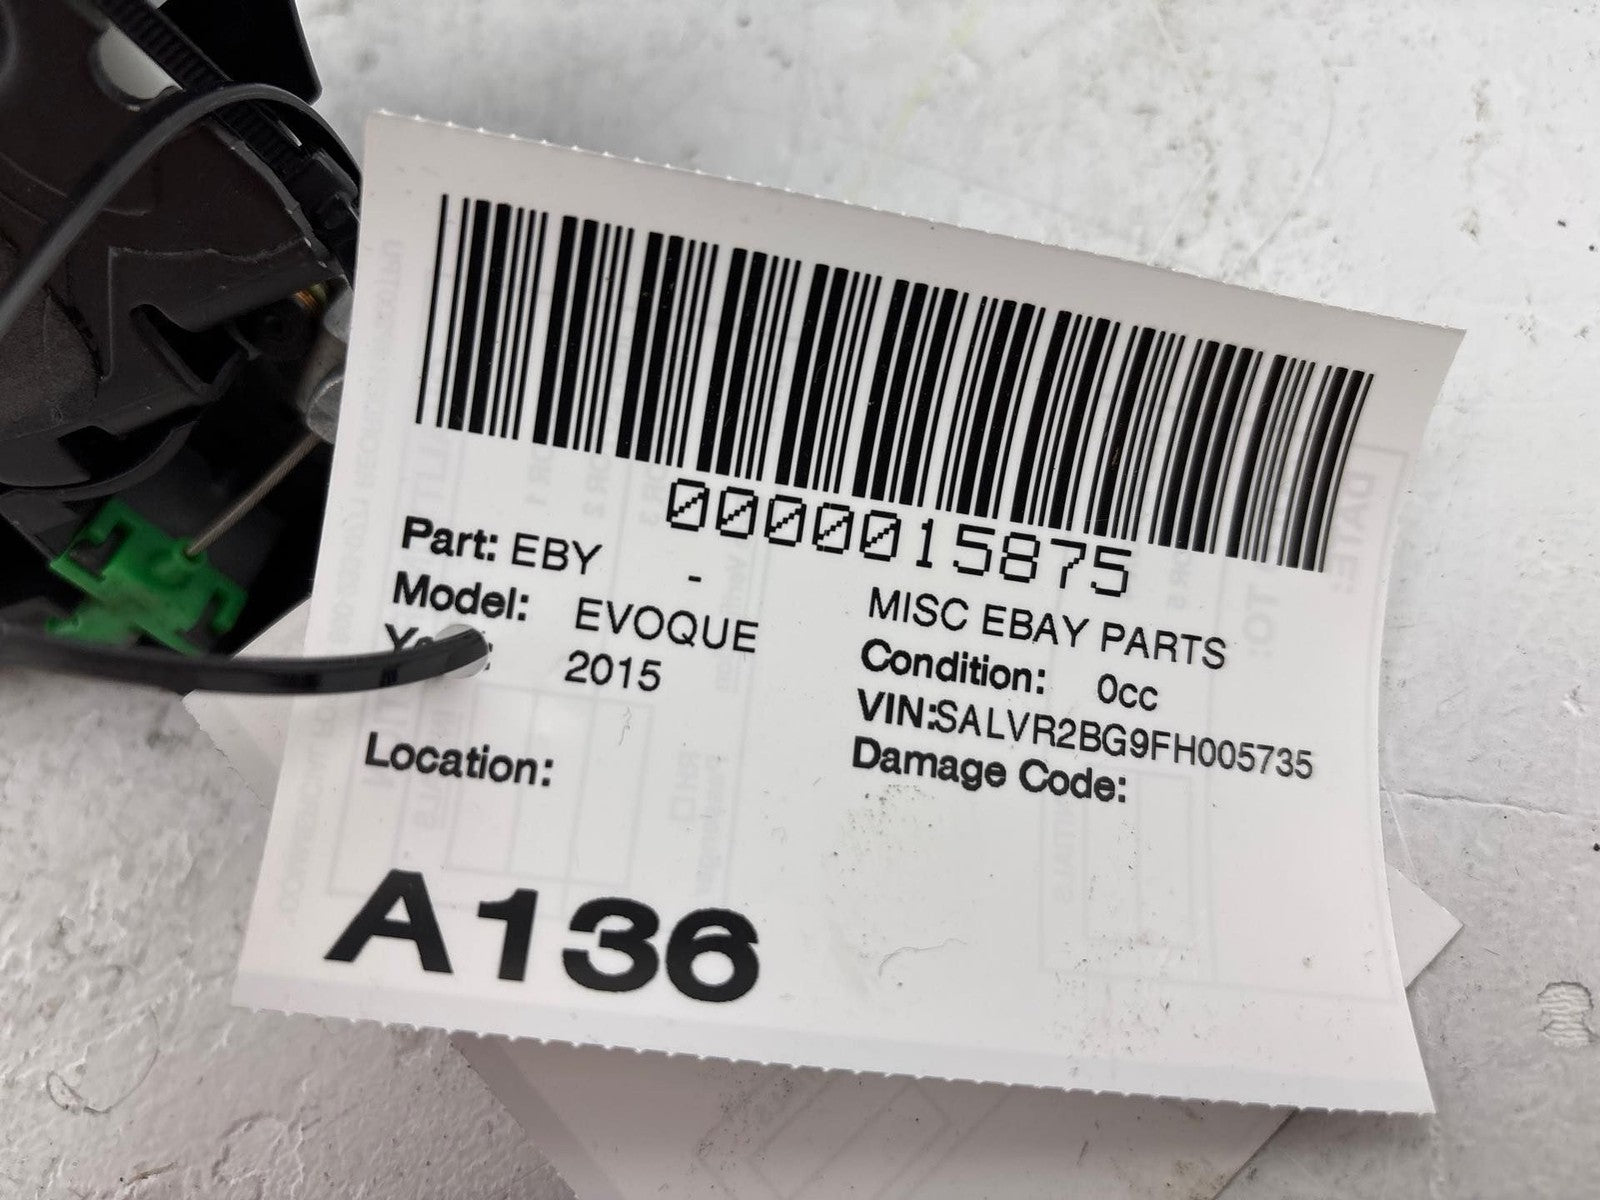 0000015875
Part: EBY -
MISC EBAY PARTS
Model: EVOQUE
Condition: 0cc
2015
VIN:SALVR2BG9FH005735
Location:
Damage Code:
A136